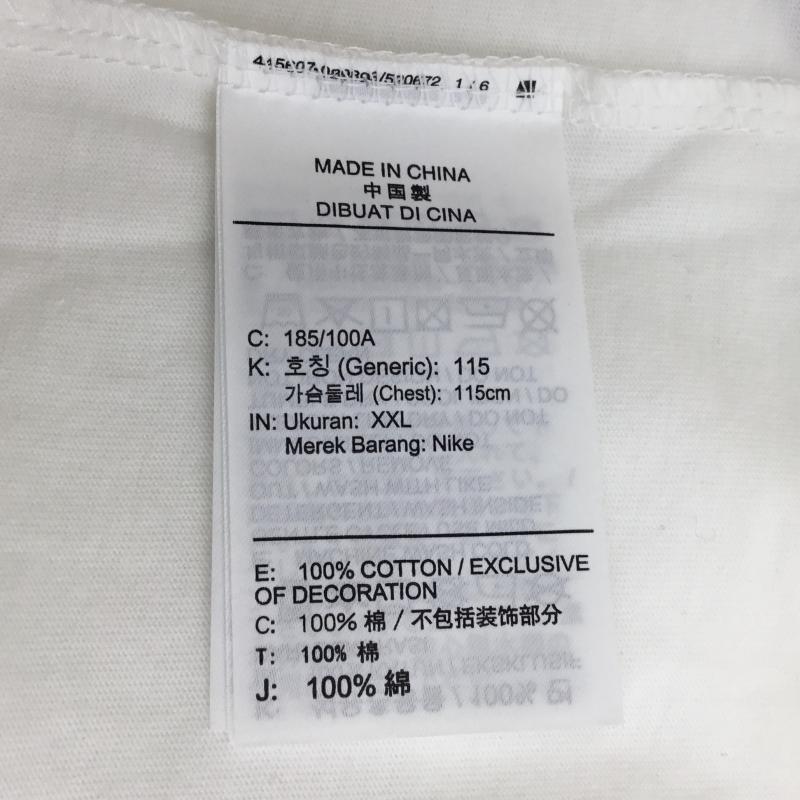 1 / 6
MADE IN CHINA
中国製
DIBUAT DI CINA
C: 185/100A
K: 호칭 (Generic): 115
가슴둘레 (Chest): 115cm
IN: Ukuran: XXL
Merek Barang: Nike
E: 100% COTTON / EXCLUSIVE
OF DECORATION
C: 100% 棉 / 不包括装饰部分
T: 100% 棉
J: 100% 綿